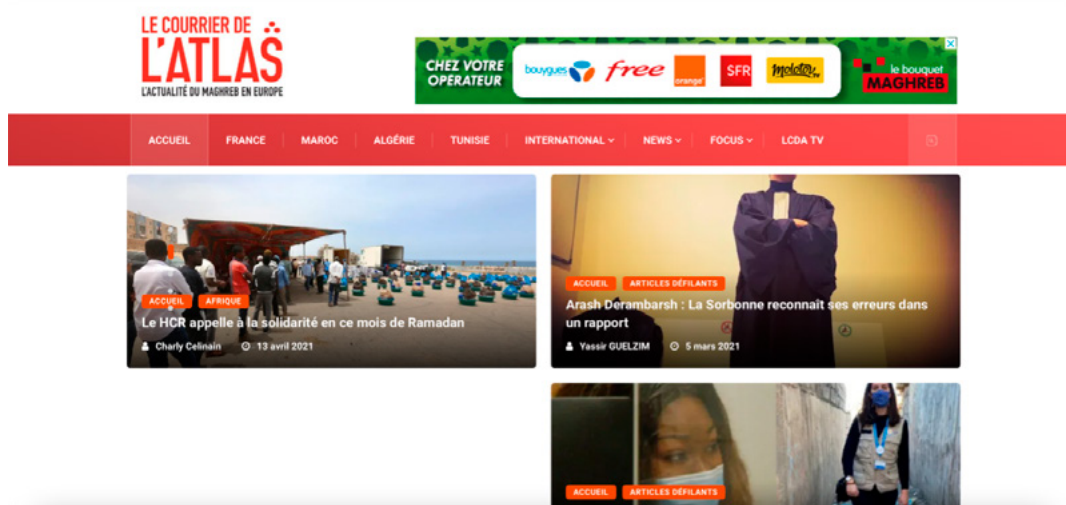 LE COURRIER DE
L'ATLAS
L'ACTUALITÉ DU MAGHREB EN EUROPE
CHEZ VOTRE
OPÉRATEUR
bouygues
free
orange
SFR
molotov.tv
le bouquet
MAGHREB
ACCUEIL
FRANCE
MAROC
ALGÉRIE
TUNISIE
INTERNATIONAL
NEWS
FOCUS
LCDA TV
ACCUEIL
AFRIQUE
Le HCR appelle à la solidarité en ce mois de Ramadan
Charly Celinain
13 avril 2021
ACCUEIL
ARTICLES DÉFILANTS
Arash Derambarsh : La Sorbonne reconnaît ses erreurs dans
un rapport
Yassir GUELZIM
5 mars 2021
ACCUEIL
ARTICLES DÉFILANTS